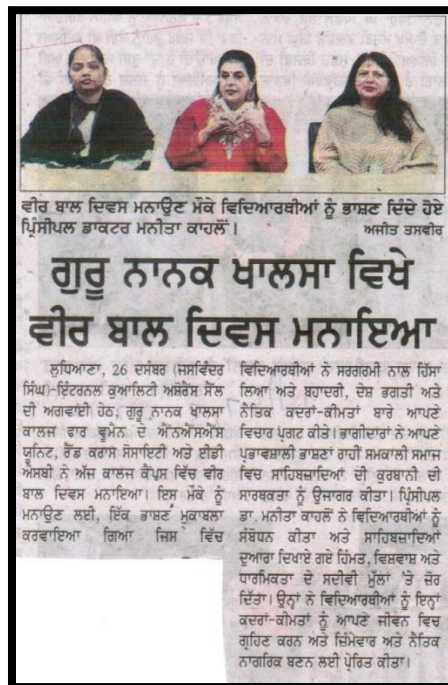 ਵੀਰ ਬਾਲ ਦਿਵਸ ਮਨਾਉਣ ਮੌਕੇ ਵਿਦਿਆਰਥੀਆਂ ਨੂੰ ਭਾਸ਼ਣ ਦਿੰਦੇ ਹੋਏ
ਪ੍ਰਿੰਸੀਪਲ ਡਾਕਟਰ ਮਨੀਤਾ ਕਾਹਲੋਂ। ਅਜੀਤ ਤਸਵੀਰ
ਗੁਰੂ ਨਾਨਕ ਖਾਲਸਾ ਵਿਖੇ
ਵੀਰ ਬਾਲ ਦਿਵਸ ਮਨਾਇਆ
ਲੁਧਿਆਣਾ, 26 ਦਸੰਬਰ (ਜਸਵਿੰਦਰ
ਸਿੰਘ)-ਇੰਟਰਨਲ ਕੁਆਲਿਟੀ ਅਸ਼ੋਰੈਂਸ ਸੈੱਲ
ਦੀ ਅਗਵਾਈ ਹੇਠ, ਗੁਰੂ ਨਾਨਕ ਖਾਲਸਾ
ਕਾਲਜ ਫਾਰ ਵੂਮੈਨ ਦੇ ਐੱਨਐੱਸਐੱਸ
ਯੂਨਿਟ, ਰੈੱਡ ਕਰਾਸ ਸੋਸਾਇਟੀ ਅਤੇ ਈਬੀ
ਐੱਸਬੀ ਨੇ ਅੱਜ ਕਾਲਜ ਕੈਂਪਸ ਵਿੱਚ ਵੀਰ
ਬਾਲ ਦਿਵਸ ਮਨਾਇਆ। ਇਸ ਮੌਕੇ ਨੂੰ
ਮਨਾਉਣ ਲਈ, ਇੱਕ ਭਾਸ਼ਣ ਮੁਕਾਬਲਾ
ਕਰਵਾਇਆ ਗਿਆ ਜਿਸ ਵਿੱਚ
ਵਿਦਿਆਰਥੀਆਂ ਨੇ ਸਰਗਰਮੀ ਨਾਲ ਹਿੱਸਾ
ਲਿਆ ਅਤੇ ਬਹਾਦਰੀ, ਦੇਸ਼ ਭਗਤੀ ਅਤੇ
ਨੈਤਿਕ ਕਦਰਾਂ-ਕੀਮਤਾਂ ਬਾਰੇ ਆਪਣੇ
ਵਿਚਾਰ ਪ੍ਰਗਟ ਕੀਤੇ। ਭਾਗੀਦਾਰਾਂ ਨੇ ਆਪਣੇ
ਪ੍ਰਭਾਵਸ਼ਾਲੀ ਭਾਸ਼ਣਾਂ ਰਾਹੀਂ ਸਮਕਾਲੀ ਸਮਾਜ
ਵਿਚ ਸਾਹਿਬਜ਼ਾਦਿਆਂ ਦੀ ਕੁਰਬਾਨੀ ਦੀ
ਸਾਰਥਕਤਾ ਨੂੰ ਉਜਾਗਰ ਕੀਤਾ। ਪ੍ਰਿੰਸੀਪਲ
ਡਾ. ਮਨੀਤਾ ਕਾਹਲੋਂ ਨੇ ਵਿਦਿਆਰਥੀਆਂ ਨੂੰ
ਸੰਬੋਧਨ ਕੀਤਾ ਅਤੇ ਸਾਹਿਬਜ਼ਾਦਿਆਂ
ਦੁਆਰਾ ਦਿਖਾਏ ਗਏ ਹਿੰਮਤ, ਵਿਸ਼ਵਾਸ਼ ਅਤੇ
ਧਾਰਮਿਕਤਾ ਦੇ ਸਦੀਵੀ ਮੁੱਲਾਂ 'ਤੇ ਜ਼ੋਰ
ਦਿੱਤਾ। ਉਨ੍ਹਾਂ ਨੇ ਵਿਦਿਆਰਥੀਆਂ ਨੂੰ ਇਨ੍ਹਾਂ
ਕਦਰਾਂ-ਕੀਮਤਾਂ ਨੂੰ ਆਪਣੇ ਜੀਵਨ ਵਿਚ
ਗ੍ਰਹਿਣ ਕਰਨ ਅਤੇ ਜ਼ਿੰਮੇਵਾਰ ਅਤੇ ਨੈਤਿਕ
ਨਾਗਰਿਕ ਬਣਨ ਲਈ ਪ੍ਰੇਰਿਤ ਕੀਤਾ।